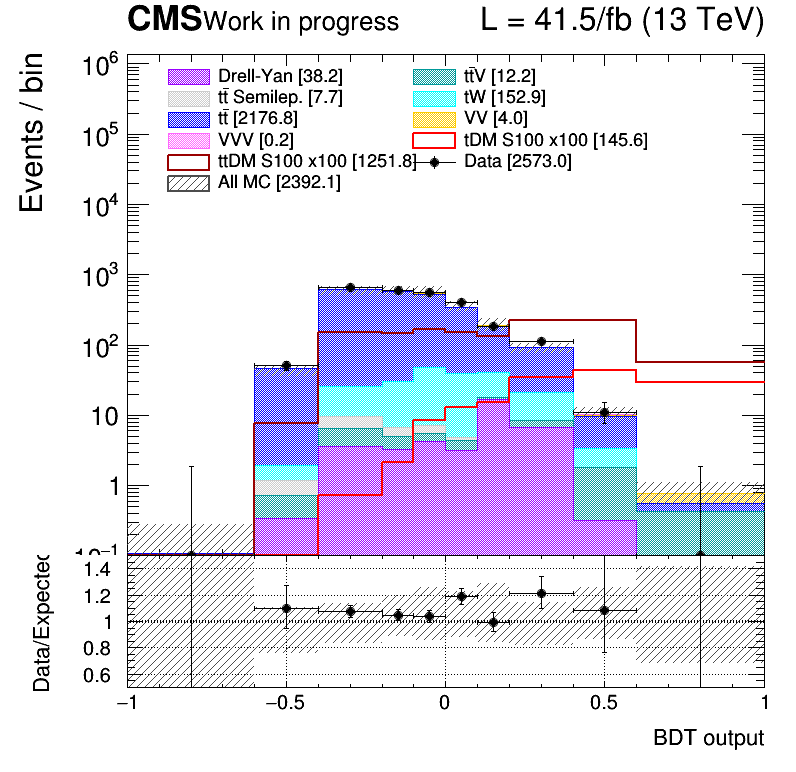 CMS Work in progress L = 41.5/fb (13 TeV)
Events / bin
10⁶
10⁵
10⁴
10³
10²
10
1
10⁻¹
Drell-Yan [38.2] tt̄V [12.2]
tt̄ Semilep. [7.7] tW [152.9]
tt̄ [2176.8] VV [4.0]
VVV [0.2] tDM S100 x100 [145.6]
ttDM S100 x100 [1251.8] Data [2573.0]
All MC [2392.1]
Data/Expected
1.4
1.2
1
0.8
0.6
−1 −0.5 0 0.5 1
BDT output